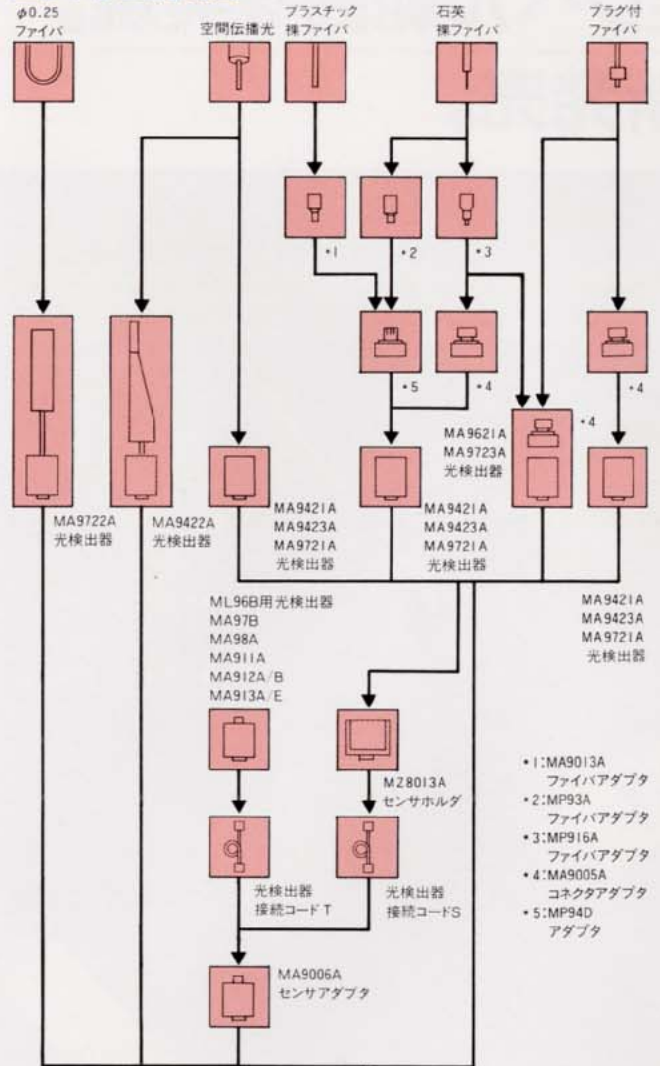 φ0.25
ファイバ
空間伝播光
プラスチック
裸ファイバ
石英
裸ファイバ
プラグ付
ファイバ
*1
*2
*3
*5
*4
*4
MA9621A
MA9723A
光検出器
*4
MA9722A
光検出器
MA9422A
光検出器
MA9421A
MA9423A
MA9721A
光検出器
MA9421A
MA9423A
MA9721A
光検出器
MA9421A
MA9423A
MA9721A
光検出器
ML96B用光検出器
MA97B
MA98A
MA911A
MA912A/B
MA913A/E
MZ8013A
センサホルダ
光検出器
接続コードT
光検出器
接続コードS
MA9006A
センサアダプタ
*1:MA9013A
ファイバアダプタ
*2:MP93A
ファイバアダプタ
*3:MP916A
ファイバアダプタ
*4:MA9005A
コネクタアダプタ
*5:MP94D
アダプタ